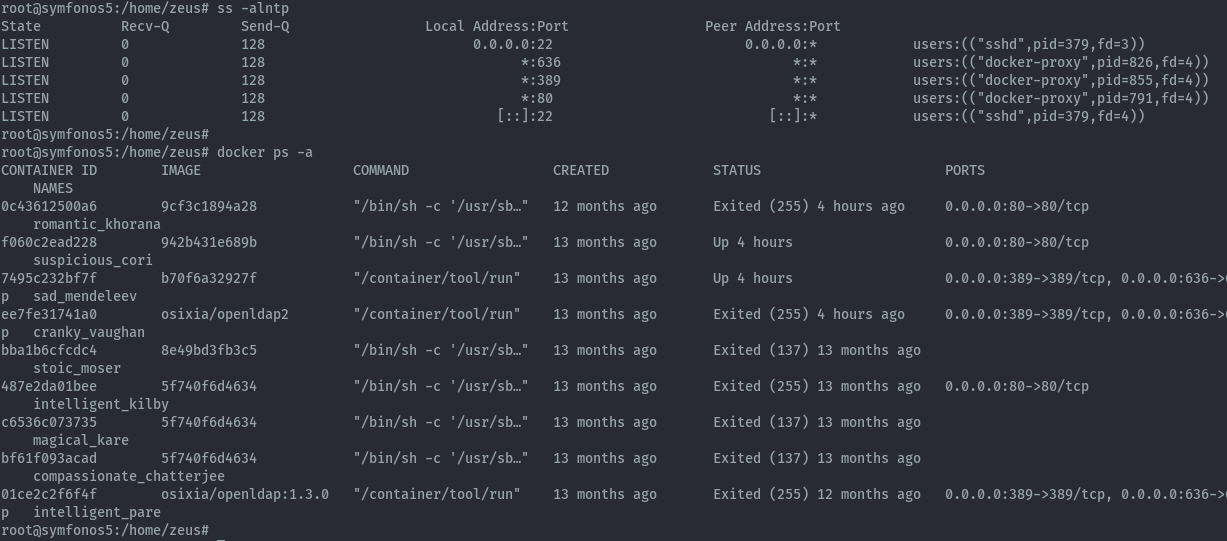 root@symfonos5:/home/zeus# ss -alntp
State          Recv-Q         Send-Q                 Local Address:Port                 Peer Address:Port
LISTEN         0              128                          0.0.0.0:22                        0.0.0.0:*            users:(("sshd",pid=379,fd=3))
LISTEN         0              128                                *:636                             *:*            users:(("docker-proxy",pid=826,fd=4))
LISTEN         0              128                                *:389                             *:*            users:(("docker-proxy",pid=855,fd=4))
LISTEN         0              128                                *:80                              *:*            users:(("docker-proxy",pid=791,fd=4))
LISTEN         0              128                             [::]:22                           [::]:*            users:(("sshd",pid=379,fd=4))
root@symfonos5:/home/zeus#
root@symfonos5:/home/zeus# docker ps -a
CONTAINER ID        IMAGE                   COMMAND                  CREATED             STATUS                       PORTS
    NAMES
0c43612500a6        9cf3c1894a28            "/bin/sh -c '/usr/sb…"   12 months ago       Exited (255) 4 hours ago     0.0.0.0:80->80/tcp
    romantic_khorana
f060c2ead228        942b431e689b            "/bin/sh -c '/usr/sb…"   13 months ago       Up 4 hours                   0.0.0.0:80->80/tcp
    suspicious_cori
7495c232bf7f        b70f6a32927f            "/container/tool/run"    13 months ago       Up 4 hours                   0.0.0.0:389->389/tcp, 0.0.0.0:636->
p   sad_mendeleev
ee7fe31741a0        osixia/openldap2        "/container/tool/run"    13 months ago       Exited (255) 4 hours ago     0.0.0.0:389->389/tcp, 0.0.0.0:636->
p   cranky_vaughan
bba1b6cfcdc4        8e49bd3fb3c5            "/bin/sh -c '/usr/sb…"   13 months ago       Exited (137) 13 months ago
    stoic_moser
487e2da01bee        5f740f6d4634            "/bin/sh -c '/usr/sb…"   13 months ago       Exited (255) 13 months ago   0.0.0.0:80->80/tcp
    intelligent_kilby
c6536c073735        5f740f6d4634            "/bin/sh -c '/usr/sb…"   13 months ago       Exited (137) 13 months ago
    magical_kare
bf61f093acad        5f740f6d4634            "/bin/sh -c '/usr/sb…"   13 months ago       Exited (137) 13 months ago
    compassionate_chatterjee
01ce2c2f6f4f        osixia/openldap:1.3.0   "/container/tool/run"    13 months ago       Exited (255) 12 months ago   0.0.0.0:389->389/tcp, 0.0.0.0:636->
p   intelligent_pare
root@symfonos5:/home/zeus#